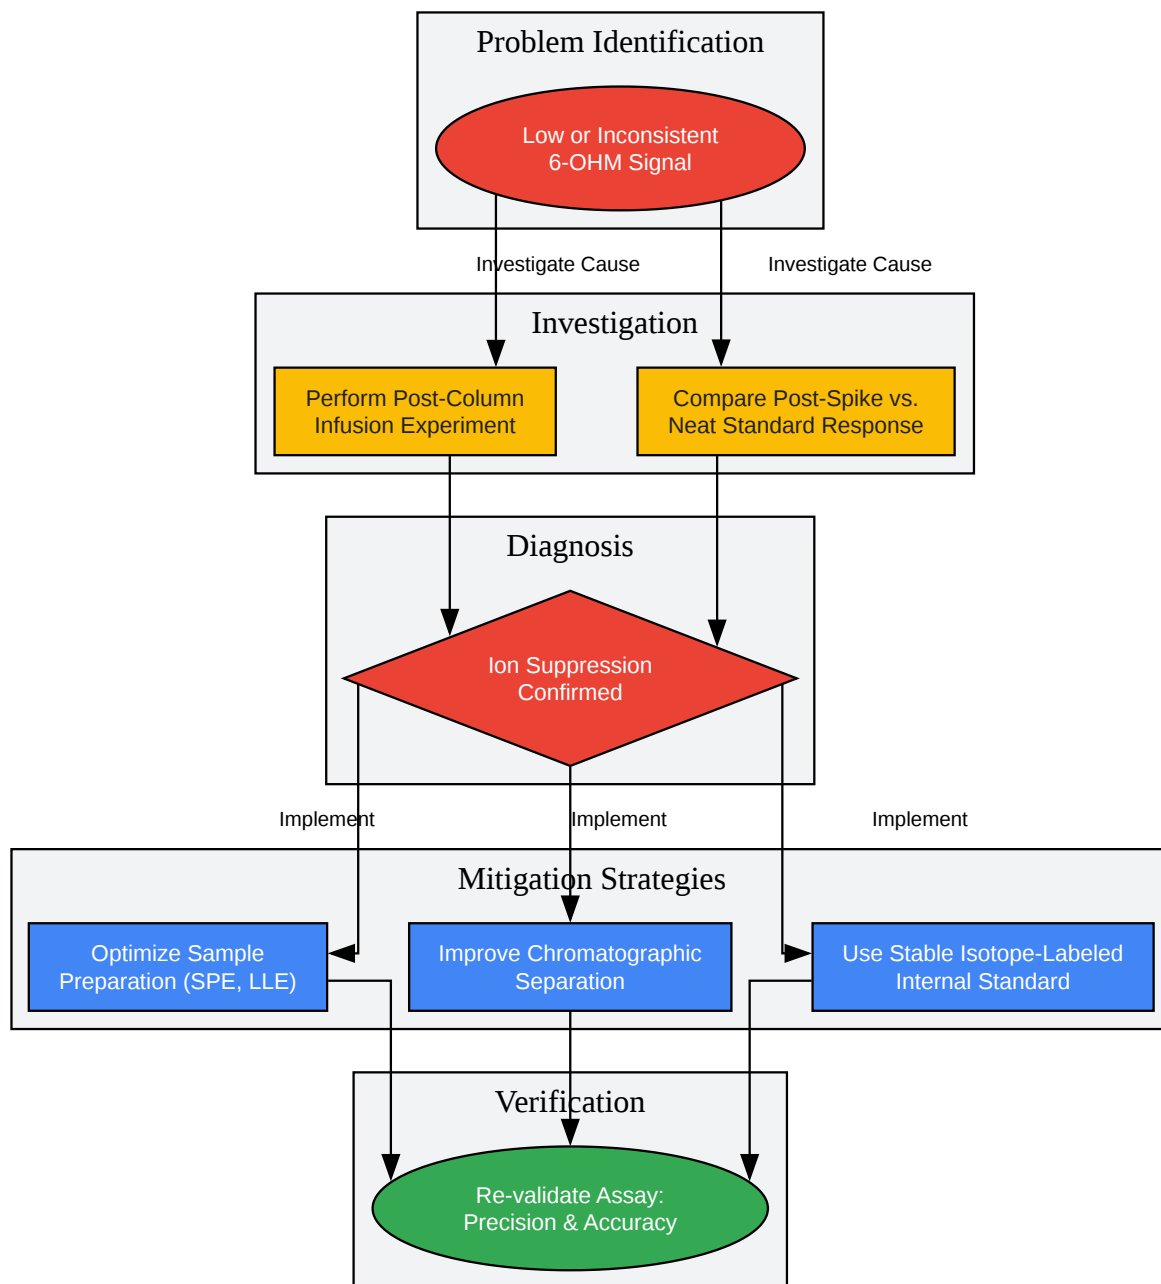 Problem Identification
Low or Inconsistent
6-OHM Signal
Investigate Cause
Investigate Cause
Investigation
Perform Post-Column
Infusion Experiment
Compare Post-Spike vs.
Neat Standard Response
Diagnosis
Ion Suppression
Confirmed
Implement
Implement
Implement
Mitigation Strategies
Optimize Sample
Preparation (SPE, LLE)
Improve Chromatographic
Separation
Use Stable Isotope-Labeled
Internal Standard
Verification
Re-validate Assay:
Precision & Accuracy